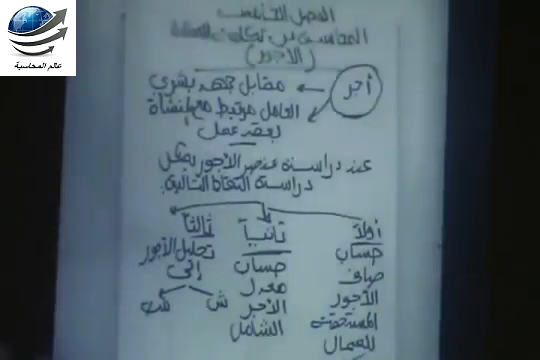 عالم المحاسبة
الفصل الخامس
المحاسبة عن تكلفة العمالة
(الأجور)
أجر
مقابل جهد بشري
العامل مرتبط مع المنشأة
بعقد عمل
عند دراسة عنصر الأجور يمكن
دراسة النقاط التالية:
أولاً
حساب
صافي
الأجور
المستحقة
للعمال
ثانياً
حساب
معدل
الأجر
الشامل
ثالثاً
تحليل الأجور
إلى
ش